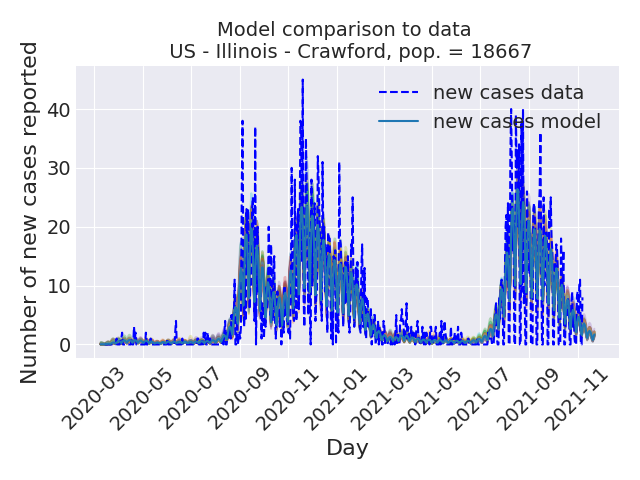 Model comparison to data
US - Illinois - Crawford, pop. = 18667
Number of new cases reported
40
30
20
10
0
new cases data
new cases model
2020-03
2020-05
2020-07
2020-09
2020-11
2021-01
2021-03
2021-05
2021-07
2021-09
2021-11
Day